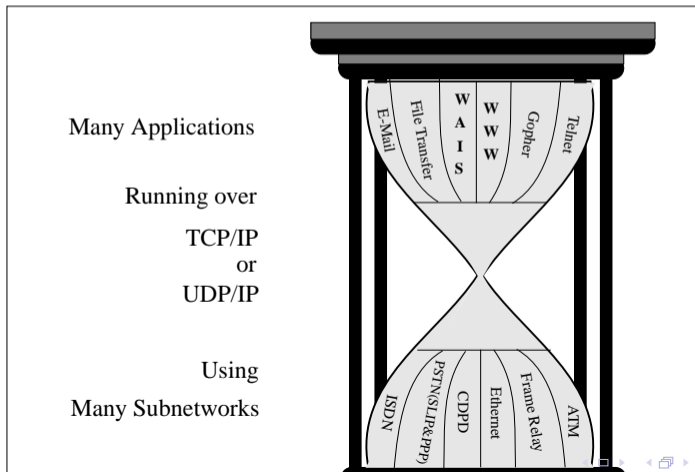 Many Applications
Running over
TCP/IP
or
UDP/IP
Using
Many Subnetworks
E-Mail
File Transfer
WAIS
WWW
Gopher
Telnet
ISDN
PSTN(SLIP&PPP)
CDPD
Ethernet
Frame Relay
ATM